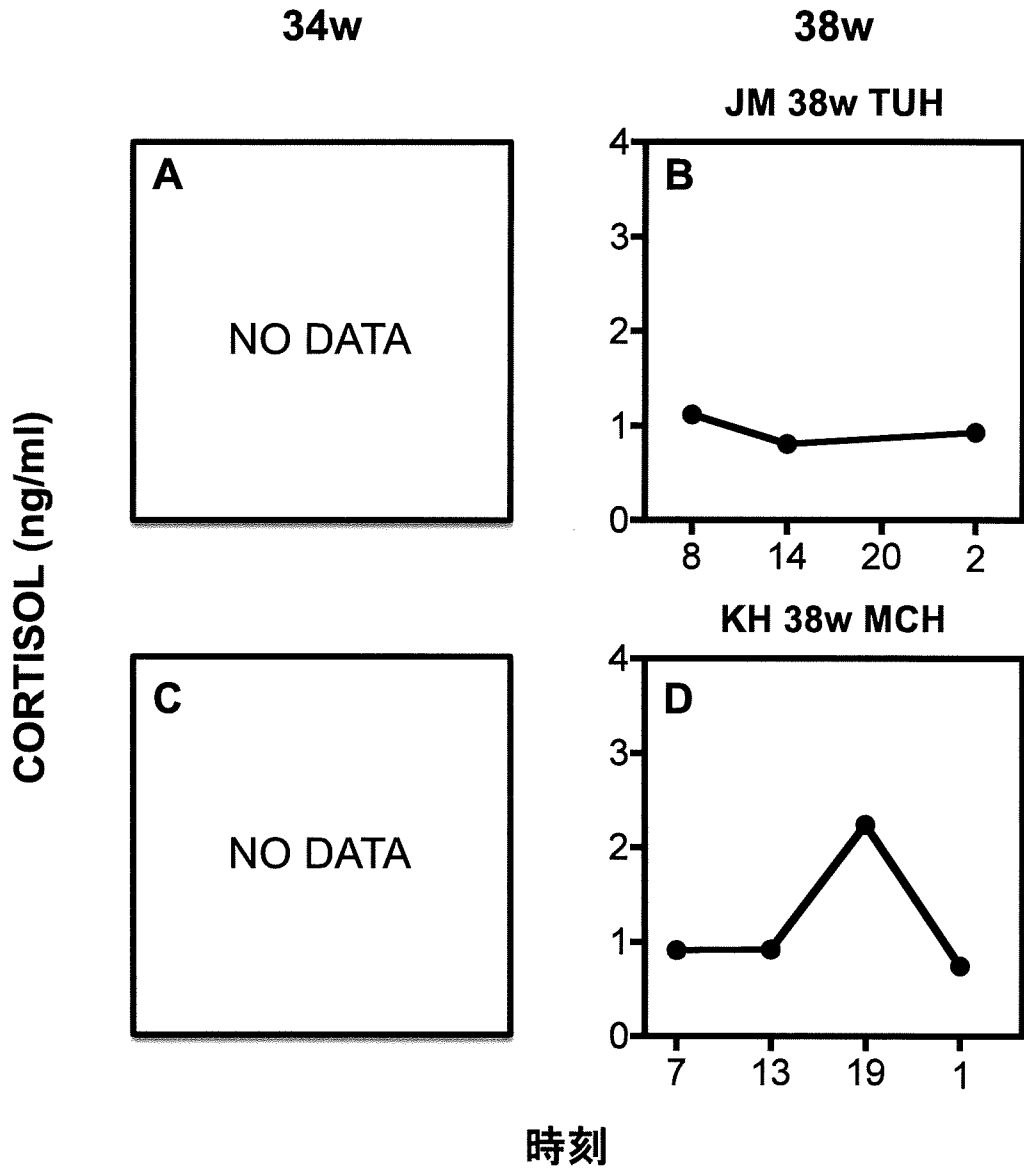 34w
38w
JM 38w TUH
A
NO DATA
B
4
3
2
1
0
8 14 20 2
KH 38w MCH
C
NO DATA
D
4
3
2
1
0
7 13 19 1
CORTISOL (ng/ml)
時刻